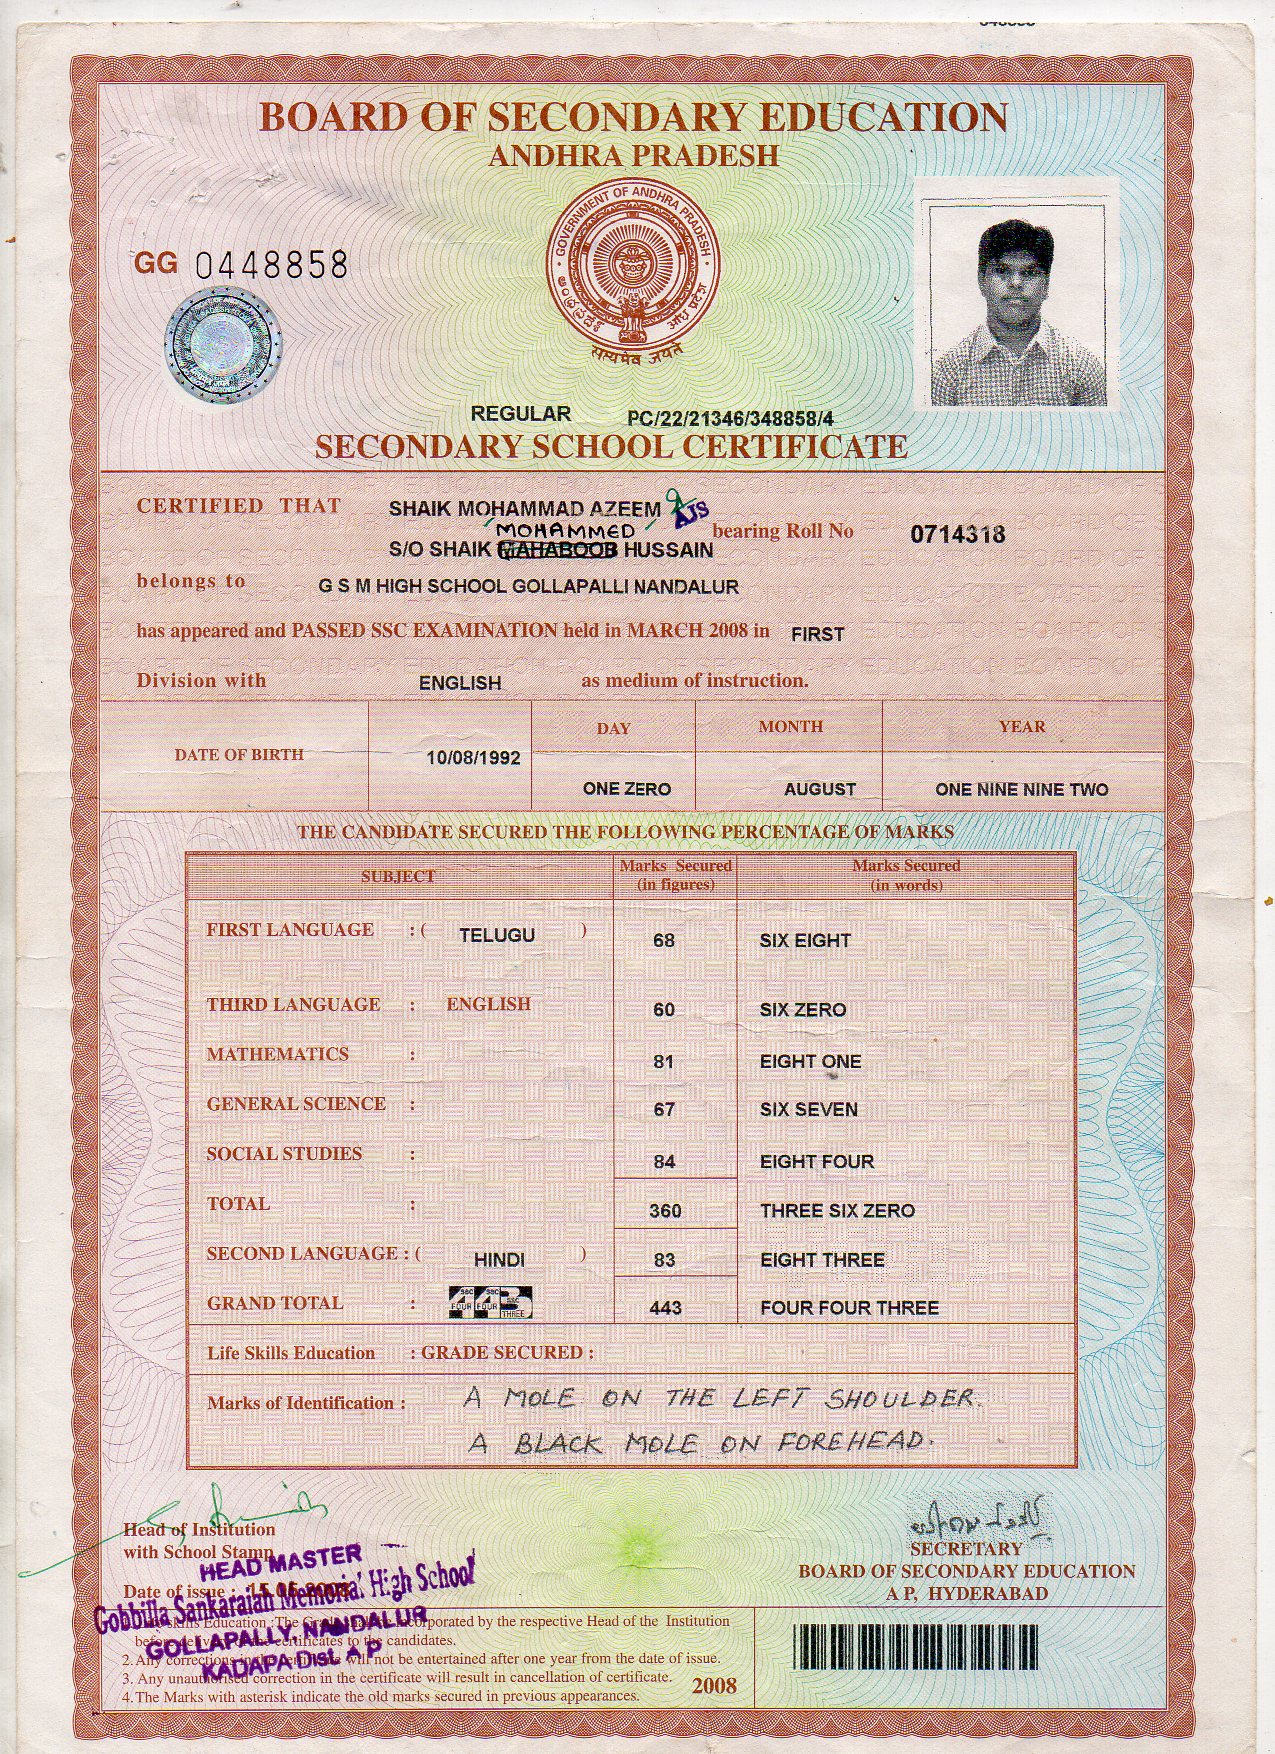 BOARD OF SECONDARY EDUCATION
ANDHRA PRADESH
GOVERNMENT OF ANDHRA PRADESH
ఆంధ్రప్రదేశ్
आंध्र प्रदेश
सत्यमेव जयते
GG 0448858
REGULAR PC/22/21346/348858/4
SECONDARY SCHOOL CERTIFICATE
CERTIFIED THAT SHAIK MOHAMMAD AZEEM
MOHAMMED
bearing Roll No 0714318
S/O SHAIK MAHABOOB HUSSAIN
belongs to G S M HIGH SCHOOL GOLLAPALLI NANDALUR
has appeared and PASSED SSC EXAMINATION held in MARCH 2008 in FIRST
Division with ENGLISH as medium of instruction.
DAY MONTH YEAR
DATE OF BIRTH 10/08/1992
ONE ZERO AUGUST ONE NINE NINE TWO
THE CANDIDATE SECURED THE FOLLOWING PERCENTAGE OF MARKS
SUBJECT Marks Secured (in figures) Marks Secured (in words)
FIRST LANGUAGE : ( TELUGU ) 68 SIX EIGHT
THIRD LANGUAGE : ENGLISH 60 SIX ZERO
MATHEMATICS : 81 EIGHT ONE
GENERAL SCIENCE : 67 SIX SEVEN
SOCIAL STUDIES : 84 EIGHT FOUR
TOTAL : 360 THREE SIX ZERO
SECOND LANGUAGE : ( HINDI ) 83 EIGHT THREE
GRAND TOTAL : 4 SSC FOUR 4 SSC FOUR 3 SSC THREE 443 FOUR FOUR THREE
Life Skills Education : GRADE SECURED :
Marks of Identification : A MOLE ON THE LEFT SHOULDER.
A BLACK MOLE ON FOREHEAD.
Head of Institution
with School Stamp
Date of issue :
HEAD MASTER
Gobbilla Sankaraiah Memorial High School
GOLLAPALLY, NANDALUR
KADAPA Dist. A.P
SECRETARY
BOARD OF SECONDARY EDUCATION
A P, HYDERABAD
Skills Education :The incorporated by the respective Head of the Institution
before delivery of the certificates to the candidates.
2. Any corrections in the certificate will not be entertained after one year from the date of issue.
3. Any unauthorised correction in the certificate will result in cancellation of certificate.
4. The Marks with asterisk indicate the old marks secured in previous appearances.
2008